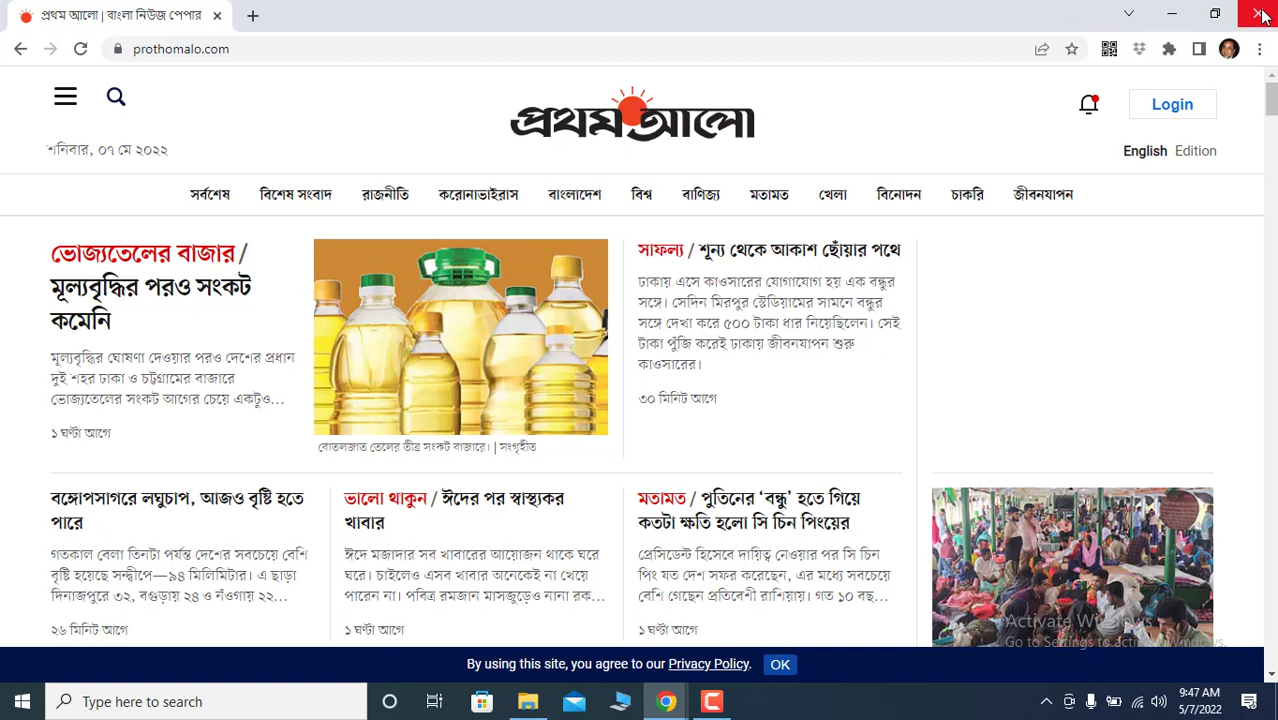 প্রথম আলো | বাংলা নিউজ পেপার
prothomalo.com
প্রথম আলো
Login
শনিবার, ০৭ মে ২০২২
English Edition
সর্বশেষ বিশেষ সংবাদ রাজনীতি করোনাভাইরাস বাংলাদেশ বিশ্ব বাণিজ্য মতামত খেলা বিনোদন চাকরি জীবনযাপন
ভোজ্যতেলের বাজার /
মূল্যবৃদ্ধির পরও সংকট
কমেনি
মূল্যবৃদ্ধির ঘোষণা দেওয়ার পরও দেশের প্রধান
দুই শহর ঢাকা ও চট্টগ্রামের বাজারে
ভোজ্যতেলের সংকট আগের চেয়ে একটুও...
১ ঘণ্টা আগে
বোতলজাত তেলের তীব্র সংকট বাজারে। | সংগৃহীত
সাফল্য / শূন্য থেকে আকাশ ছোঁয়ার পথে
ঢাকায় এসে কাওসারের যোগাযোগ হয় এক বন্ধুর
সঙ্গে। সেদিন মিরপুর স্টেডিয়ামের সামনে বন্ধুর
সঙ্গে দেখা করে ৫০০ টাকা ধার নিয়েছিলেন। সেই
টাকা পুঁজি করেই ঢাকায় জীবনযাপন শুরু
কাওসারের।
৩০ মিনিট আগে
বঙ্গোপসাগরে লঘুচাপ, আজও বৃষ্টি হতে
পারে
গতকাল বেলা তিনটা পর্যন্ত দেশের সবচেয়ে বেশি
বৃষ্টি হয়েছে সন্দ্বীপে—৯৪ মিলিমিটার। এ ছাড়া
দিনাজপুরে ৩২, বগুড়ায় ২৪ ও নওগাঁয় ২২...
২৬ মিনিট আগে
ভালো থাকুন / ঈদের পর স্বাস্থ্যকর
খাবার
ঈদে মজাদার সব খাবারের আয়োজন থাকে ঘরে
ঘরে। চাইলেও এসব খাবার অনেকেই না খেয়ে
পারেন না। পবিত্র রমজান মাসজুড়েও নানা রক...
১ ঘণ্টা আগে
মতামত / পুতিনের ‘বন্ধু’ হতে গিয়ে
কতটা ক্ষতি হলো সি চিন পিংয়ের
প্রেসিডেন্ট হিসেবে দায়িত্ব নেওয়ার পর সি চিন
পিং যত দেশ সফর করেছেন, এর মধ্যে সবচেয়ে
বেশি গেছেন প্রতিবেশী রাশিয়ায়। গত ১০ বছ...
১ ঘণ্টা আগে
Activate Windows
Go to Settings to activate Windows.
By using this site, you agree to our Privacy Policy. OK
Type here to search
9:47 AM
5/7/2022